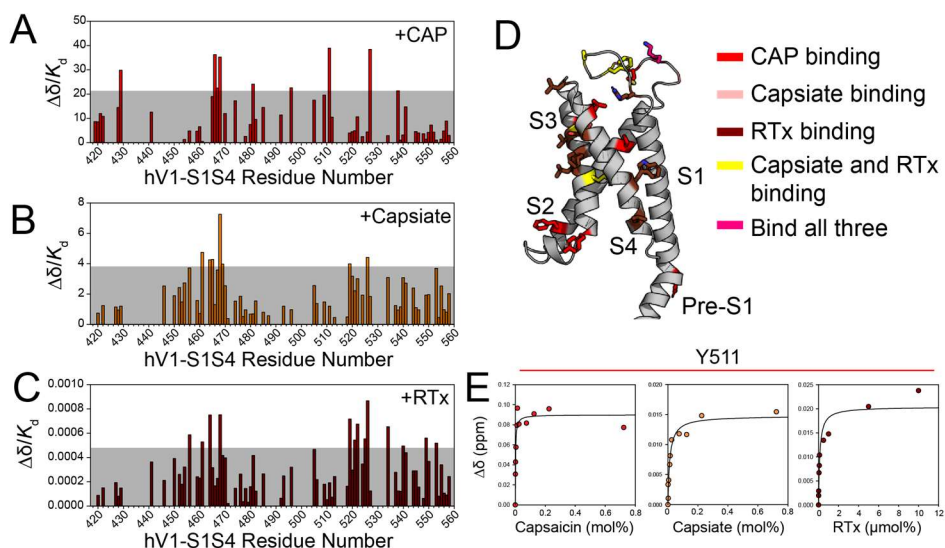 A
+CAP
Δδ/Kd
50
40
30
20
10
0
420 430 440 450 460 470 480 490 500 510 520 530 540 550 560
hV1-S1S4 Residue Number
B
+Capsiate
Δδ/Kd
8
6
4
2
0
420 430 440 450 460 470 480 490 500 510 520 530 540 550 560
hV1-S1S4 Residue Number
C
+RTx
Δδ/Kd
0.0010
0.0008
0.0006
0.0004
0.0002
0.0000
420 430 440 450 460 470 480 490 500 510 520 530 540 550 560
hV1-S1S4 Residue Number
D
S3
S2
S1
S4
Pre-S1
CAP binding
Capsiate binding
RTx binding
Capsiate and RTx
binding
Bind all three
Y511
E
Δδ (ppm)
0.12
0.10
0.08
0.06
0.04
0.02
0.00
0.0 0.2 0.4 0.6 0.8
Capsaicin (mol%)
0.020
0.015
0.010
0.005
0.000
0.0 0.2 0.4 0.6 0.8
Capsiate (mol%)
0.025
0.020
0.015
0.010
0.005
0.000
0 2 4 6 8 10 12
RTx (μmol%)